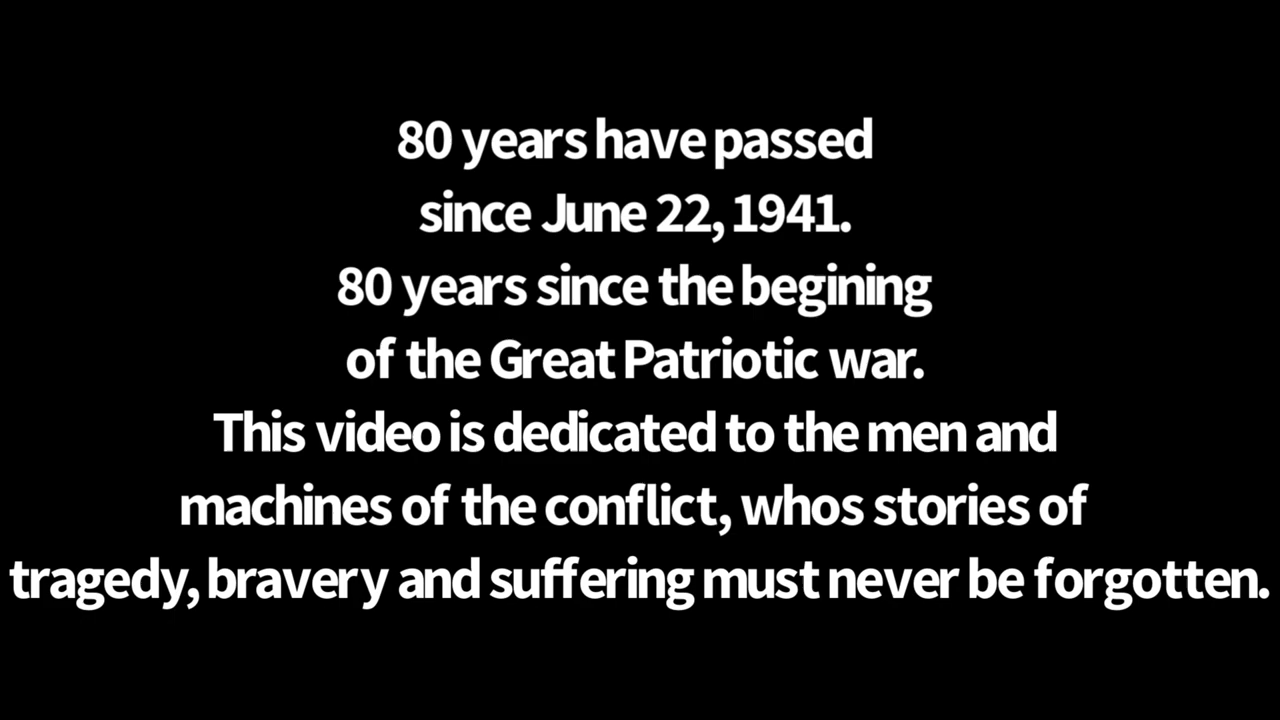 80 years have passed
since June 22, 1941.
80 years since the begining
of the Great Patriotic war.
This video is dedicated to the men and
machines of the conflict, whos stories of
tragedy, bravery and suffering must never be forgotten.